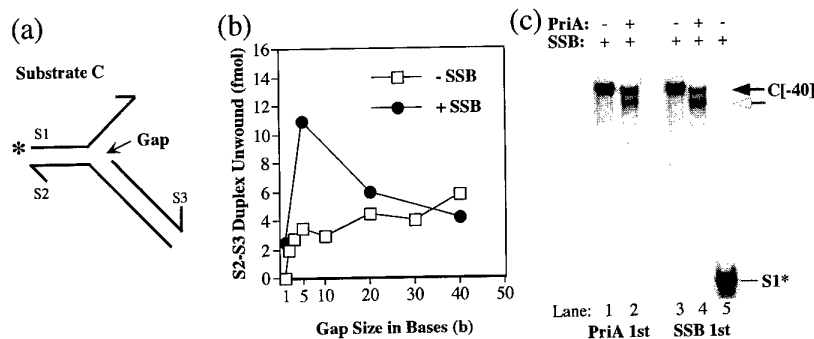 (a)
Substrate C
S1
*
Gap
S2
S3
(b)
S2-S3 Duplex Unwound (fmol)
16
14
12
10
8
6
4
2
0
- SSB
+ SSB
1 5 10 20 30 40 50
Gap Size in Bases (b)
(c)
PriA: - + - +
SSB: + + + + +
C[-40]
S1*
Lane: 1 2 3 4 5
PriA 1st SSB 1st